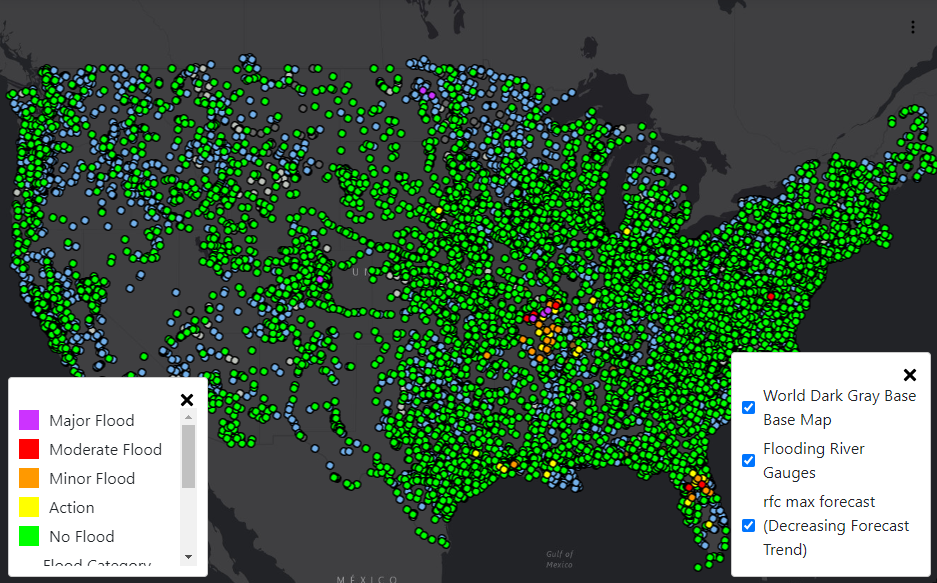 U N
Major Flood
Moderate Flood
Minor Flood
Action
No Flood
Flood Category
World Dark Gray Base
Base Map
Flooding River
Gauges
rfc max forecast
(Decreasing Forecast
Trend)
Gulf of
Mexico
MÉXICO